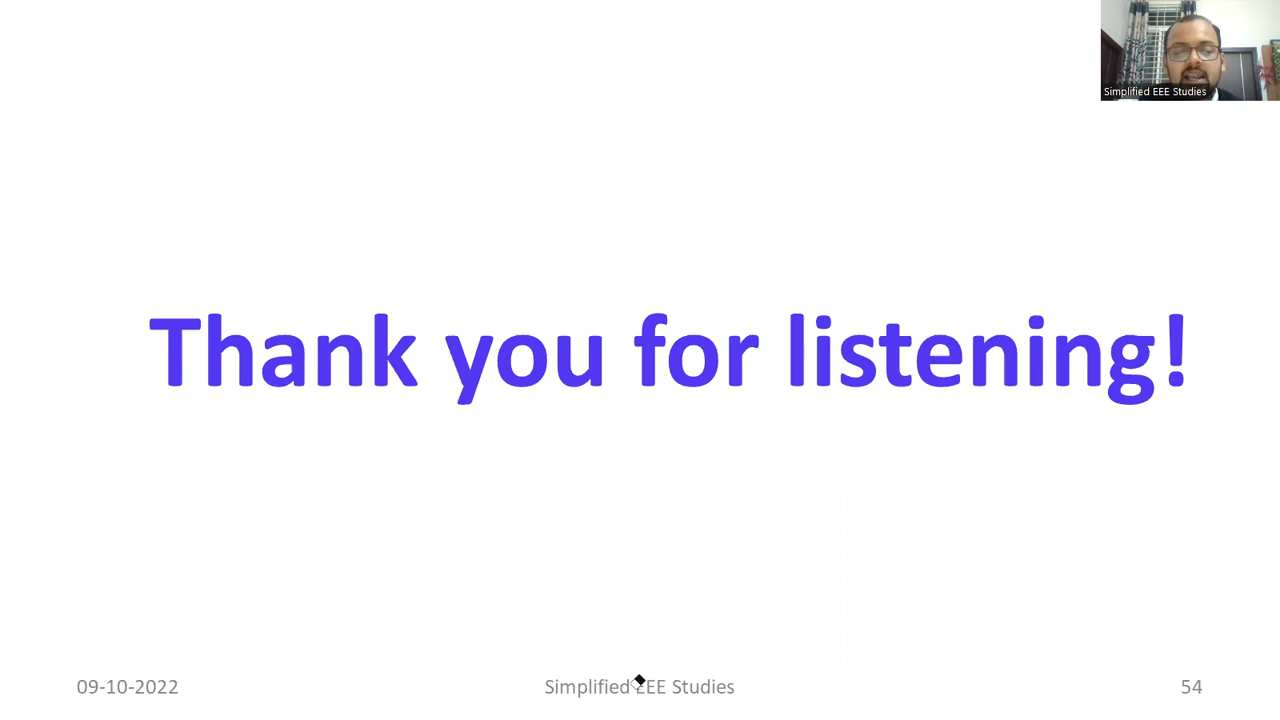 Simplified EEE Studies
Thank you for listening!
09-10-2022
Simplified EEE Studies
54